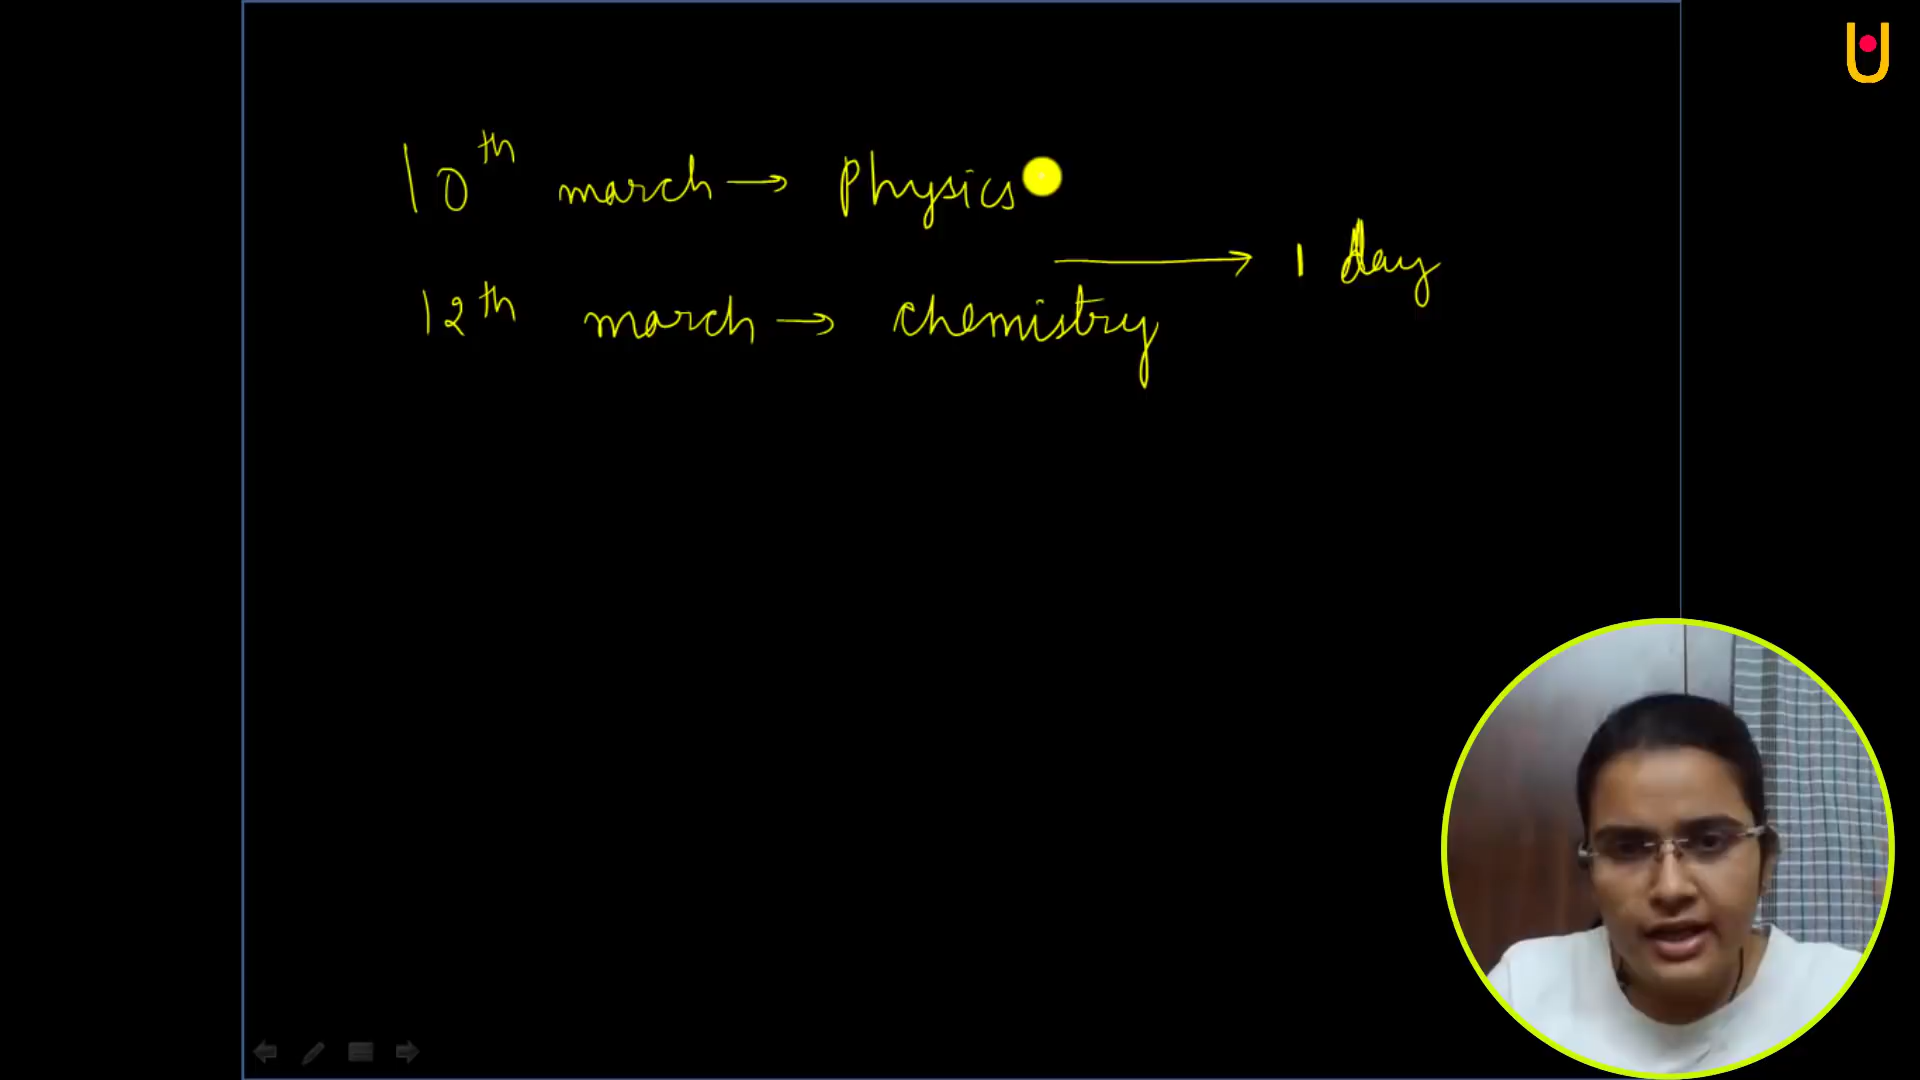 10th march → Physics
→ 1 day
12th march → chemistry